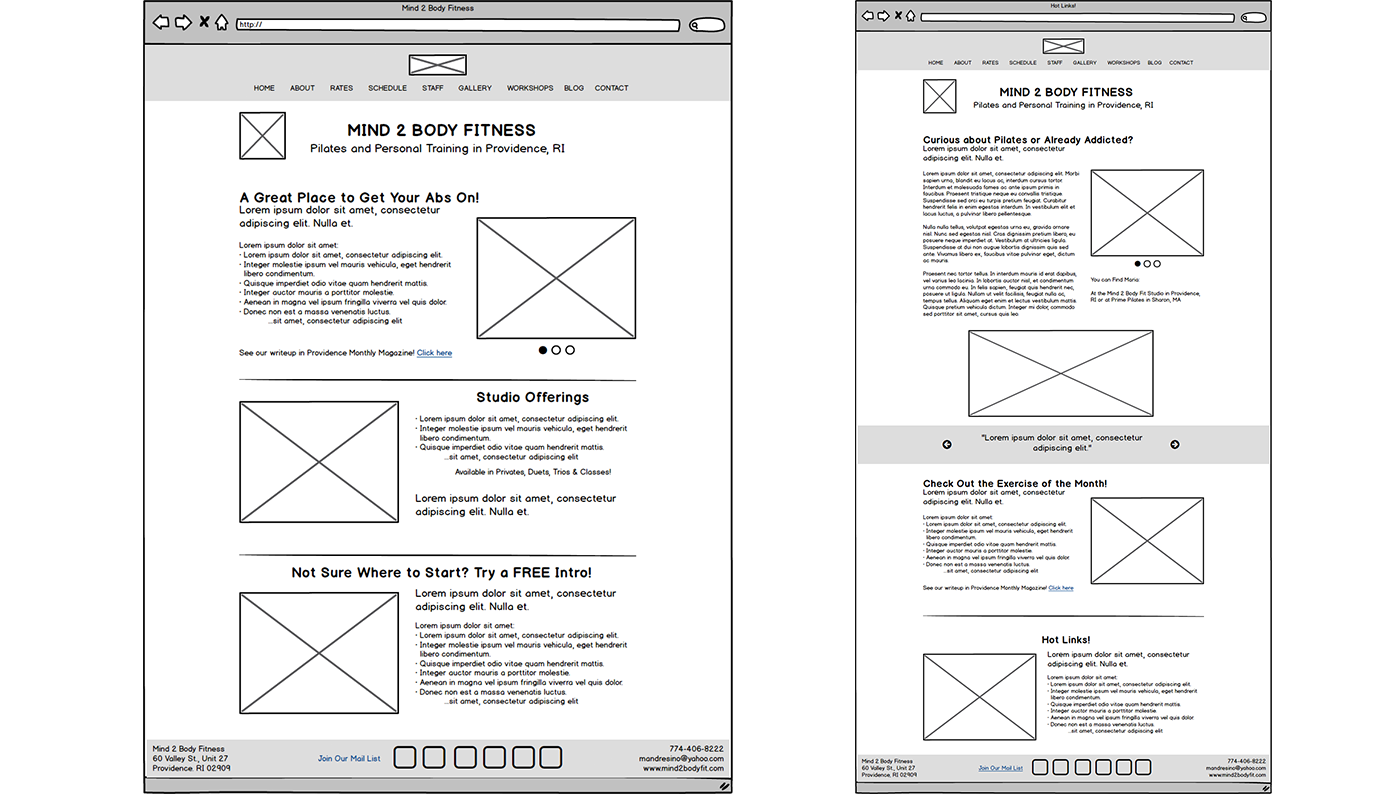 Mind 2 Body Fitness
http://
HOME ABOUT RATES SCHEDULE STAFF GALLERY WORKSHOPS BLOG CONTACT
MIND 2 BODY FITNESS
Pilates and Personal Training in Providence, RI
A Great Place to Get Your Abs On!
Lorem ipsum dolor sit amet, consectetur
adipiscing elit. Nulla et.
Lorem ipsum dolor sit amet:
• Lorem ipsum dolor sit amet, consectetur adipiscing elit.
• Integer molestie ipsum vel mauris vehicula, eget hendrerit
libero condimentum.
• Quisque imperdiet odio vitae quam hendrerit mattis.
• Integer auctor mauris a porttitor molestie.
• Aenean in magna vel ipsum fringilla viverra vel quis dolor.
• Donec non est a massa venenatis luctus.
...sit amet, consectetur adipiscing elit
See our writeup in Providence Monthly Magazine! Click here
Studio Offerings
• Lorem ipsum dolor sit amet, consectetur adipiscing elit.
• Integer molestie ipsum vel mauris vehicula, eget hendrerit
libero condimentum.
• Quisque imperdiet odio vitae quam hendrerit mattis.
...sit amet, consectetur adipiscing elit
Available in Privates, Duets, Trios & Classes!
Lorem ipsum dolor sit amet, consectetur
adipiscing elit. Nulla et.
Not Sure Where to Start? Try a FREE Intro!
Lorem ipsum dolor sit amet, consectetur
adipiscing elit. Nulla et.
Lorem ipsum dolor sit amet:
• Lorem ipsum dolor sit amet, consectetur adipiscing elit.
• Integer molestie ipsum vel mauris vehicula, eget hendrerit
libero condimentum.
• Quisque imperdiet odio vitae quam hendrerit mattis.
• Integer auctor mauris a porttitor molestie.
• Aenean in magna vel ipsum fringilla viverra vel quis dolor.
• Donec non est a massa venenatis luctus.
...sit amet, consectetur adipiscing elit
Mind 2 Body Fitness
60 Valley St., Unit 27
Providence. RI 02909
Join Our Mail List
774-406-8222
mandresino@yahoo.com
www.mind2bodyfit.com
Hot Links!
HOME ABOUT RATES SCHEDULE STAFF GALLERY WORKSHOPS BLOG CONTACT
MIND 2 BODY FITNESS
Pilates and Personal Training in Providence, RI
Curious about Pilates or Already Addicted?
Lorem ipsum dolor sit amet, consectetur
adipiscing elit. Nulla et.
Lorem ipsum dolor sit amet, consectetur adipiscing elit. Morbi
sapien urna, blandit eu lacus ac, interdum cursus tortor.
Interdum et malesuada fames ac ante ipsum primis in
faucibus. Praesent tristique neque eu convallis tristique.
Suspendisse sed orci eu turpis pretium feugiat. Curabitur
hendrerit felis in enim egestas interdum. In vestibulum elit et
lacus luctus, a pulvinar libero pellentesque.
Nulla nulla tellus, volutpat egestas urna eu, gravida ornare
nisl. Nunc sed egestas nisl. Cras dignissim pretium libero, eu
posuere neque imperdiet at. Vestibulum at ultricies ligula.
Suspendisse at dui non augue lobortis dignissim quis sed
ante. Vivamus libero ex, faucibus vitae pulvinar eget, dictum
ac mauris.
Praesent nec tortor tellus. In interdum mauris id erat dapibus,
vel varius leo lacinia. In lobortis auctor nisl, et condimentum
urna commodo eu. In felis sapien, feugiat quis hendrerit nec,
posuere ut ligula. Nullam ut velit facilisis, feugiat nulla ac,
tempus tellus. Aliquam eget enim et lectus vestibulum mattis.
Quisque pretium vehicula dictum. Integer mi dolor, commodo
sed porttitor sit amet, cursus quis leo.
You can Find Maria:
At the Mind 2 Body Fit Studio in Providence,
RI or at Prime Pilates in Sharon, MA
"Lorem ipsum dolor sit amet, consectetur
adipiscing elit."
Check Out the Exercise of the Month!
Lorem ipsum dolor sit amet, consectetur
adipiscing elit. Nulla et.
Lorem ipsum dolor sit amet:
• Lorem ipsum dolor sit amet, consectetur adipiscing elit.
• Integer molestie ipsum vel mauris vehicula, eget hendrerit
libero condimentum.
• Quisque imperdiet odio vitae quam hendrerit mattis.
• Integer auctor mauris a porttitor molestie.
• Aenean in magna vel ipsum fringilla viverra vel quis dolor.
• Donec non est a massa venenatis luctus.
...sit amet, consectetur adipiscing elit
See our writeup in Providence Monthly Magazine! Click here
Hot Links!
Lorem ipsum dolor sit amet, consectetur
adipiscing elit. Nulla et.
Lorem ipsum dolor sit amet:
• Lorem ipsum dolor sit amet, consectetur adipiscing elit.
• Integer molestie ipsum vel mauris vehicula, eget hendrerit
libero condimentum.
• Quisque imperdiet odio vitae quam hendrerit mattis.
• Integer auctor mauris a porttitor molestie.
• Aenean in magna vel ipsum fringilla viverra vel quis dolor.
• Donec non est a massa venenatis luctus.
...sit amet, consectetur adipiscing elit
Mind 2 Body Fitness
60 Valley St., Unit 27
Providence. RI 02909
Join Our Mail List
774-406-8222
mandresino@yahoo.com
www.mind2bodyfit.com